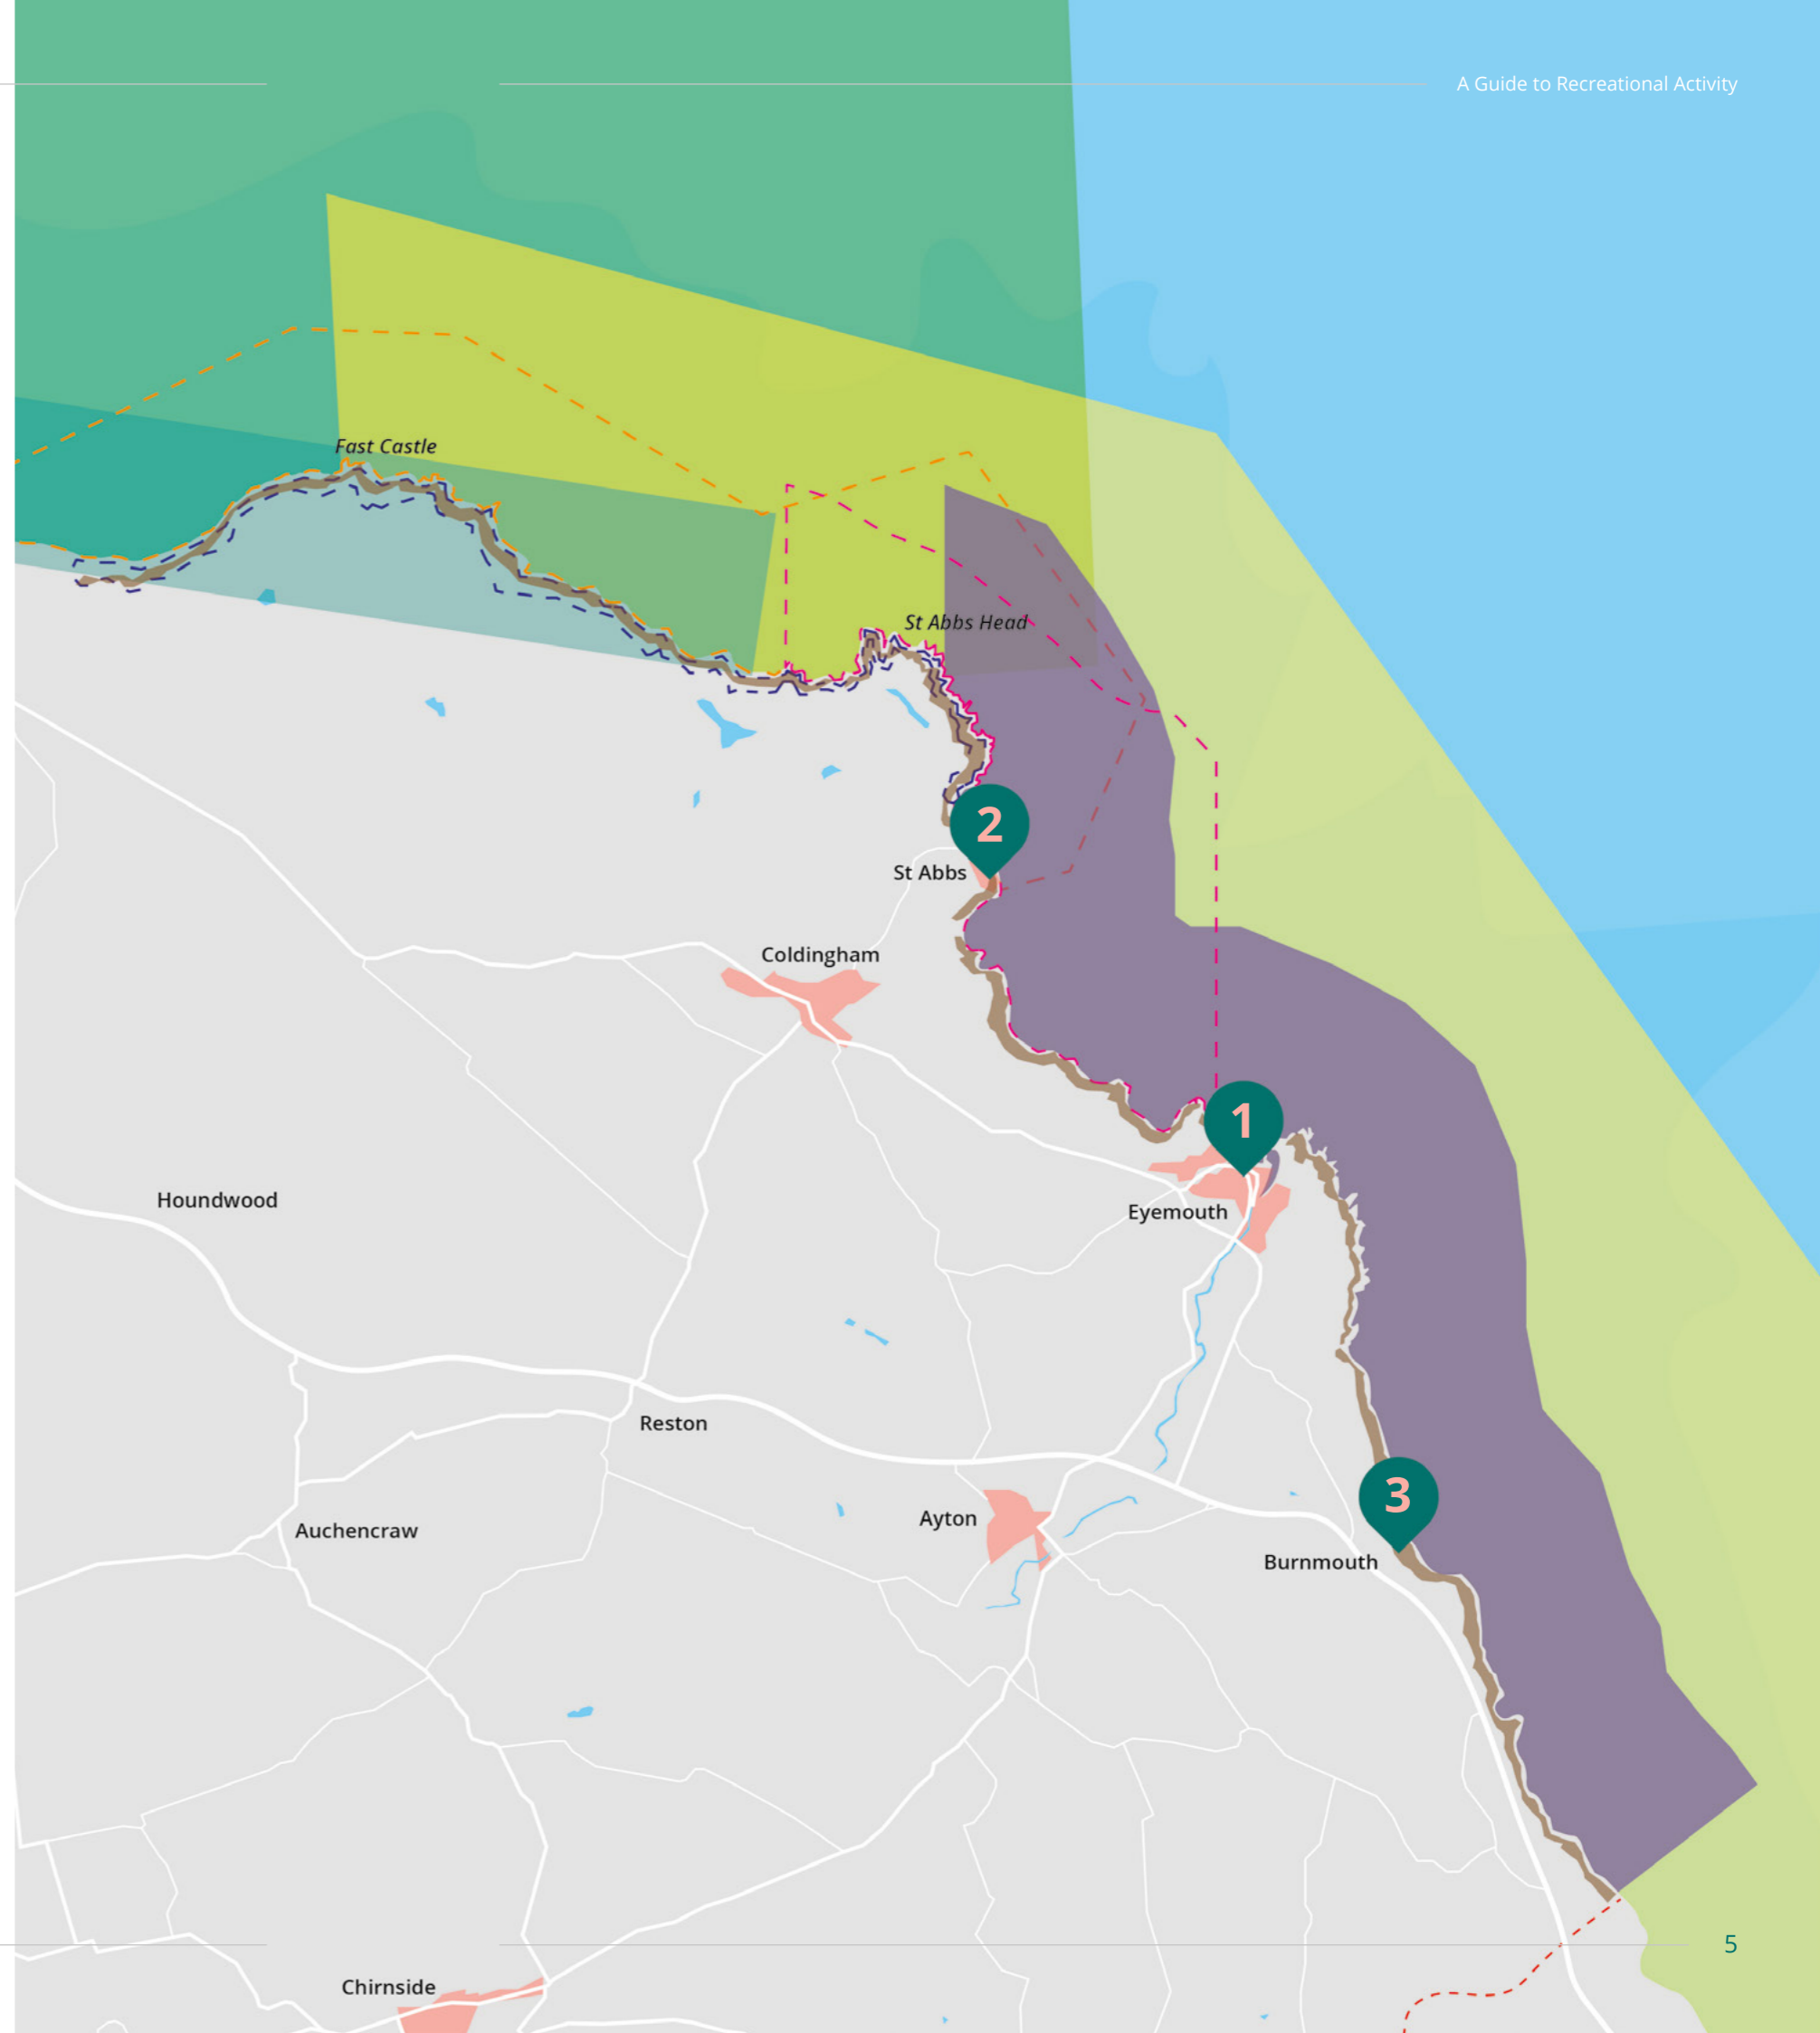 A Guide to Recreational Activity
Fast Castle
St Abbs Head
2
St Abbs
Coldingham
1
Houndwood
Eyemouth
Reston
3
Ayton
Auchencraw
Burnmouth
5
Chirnside